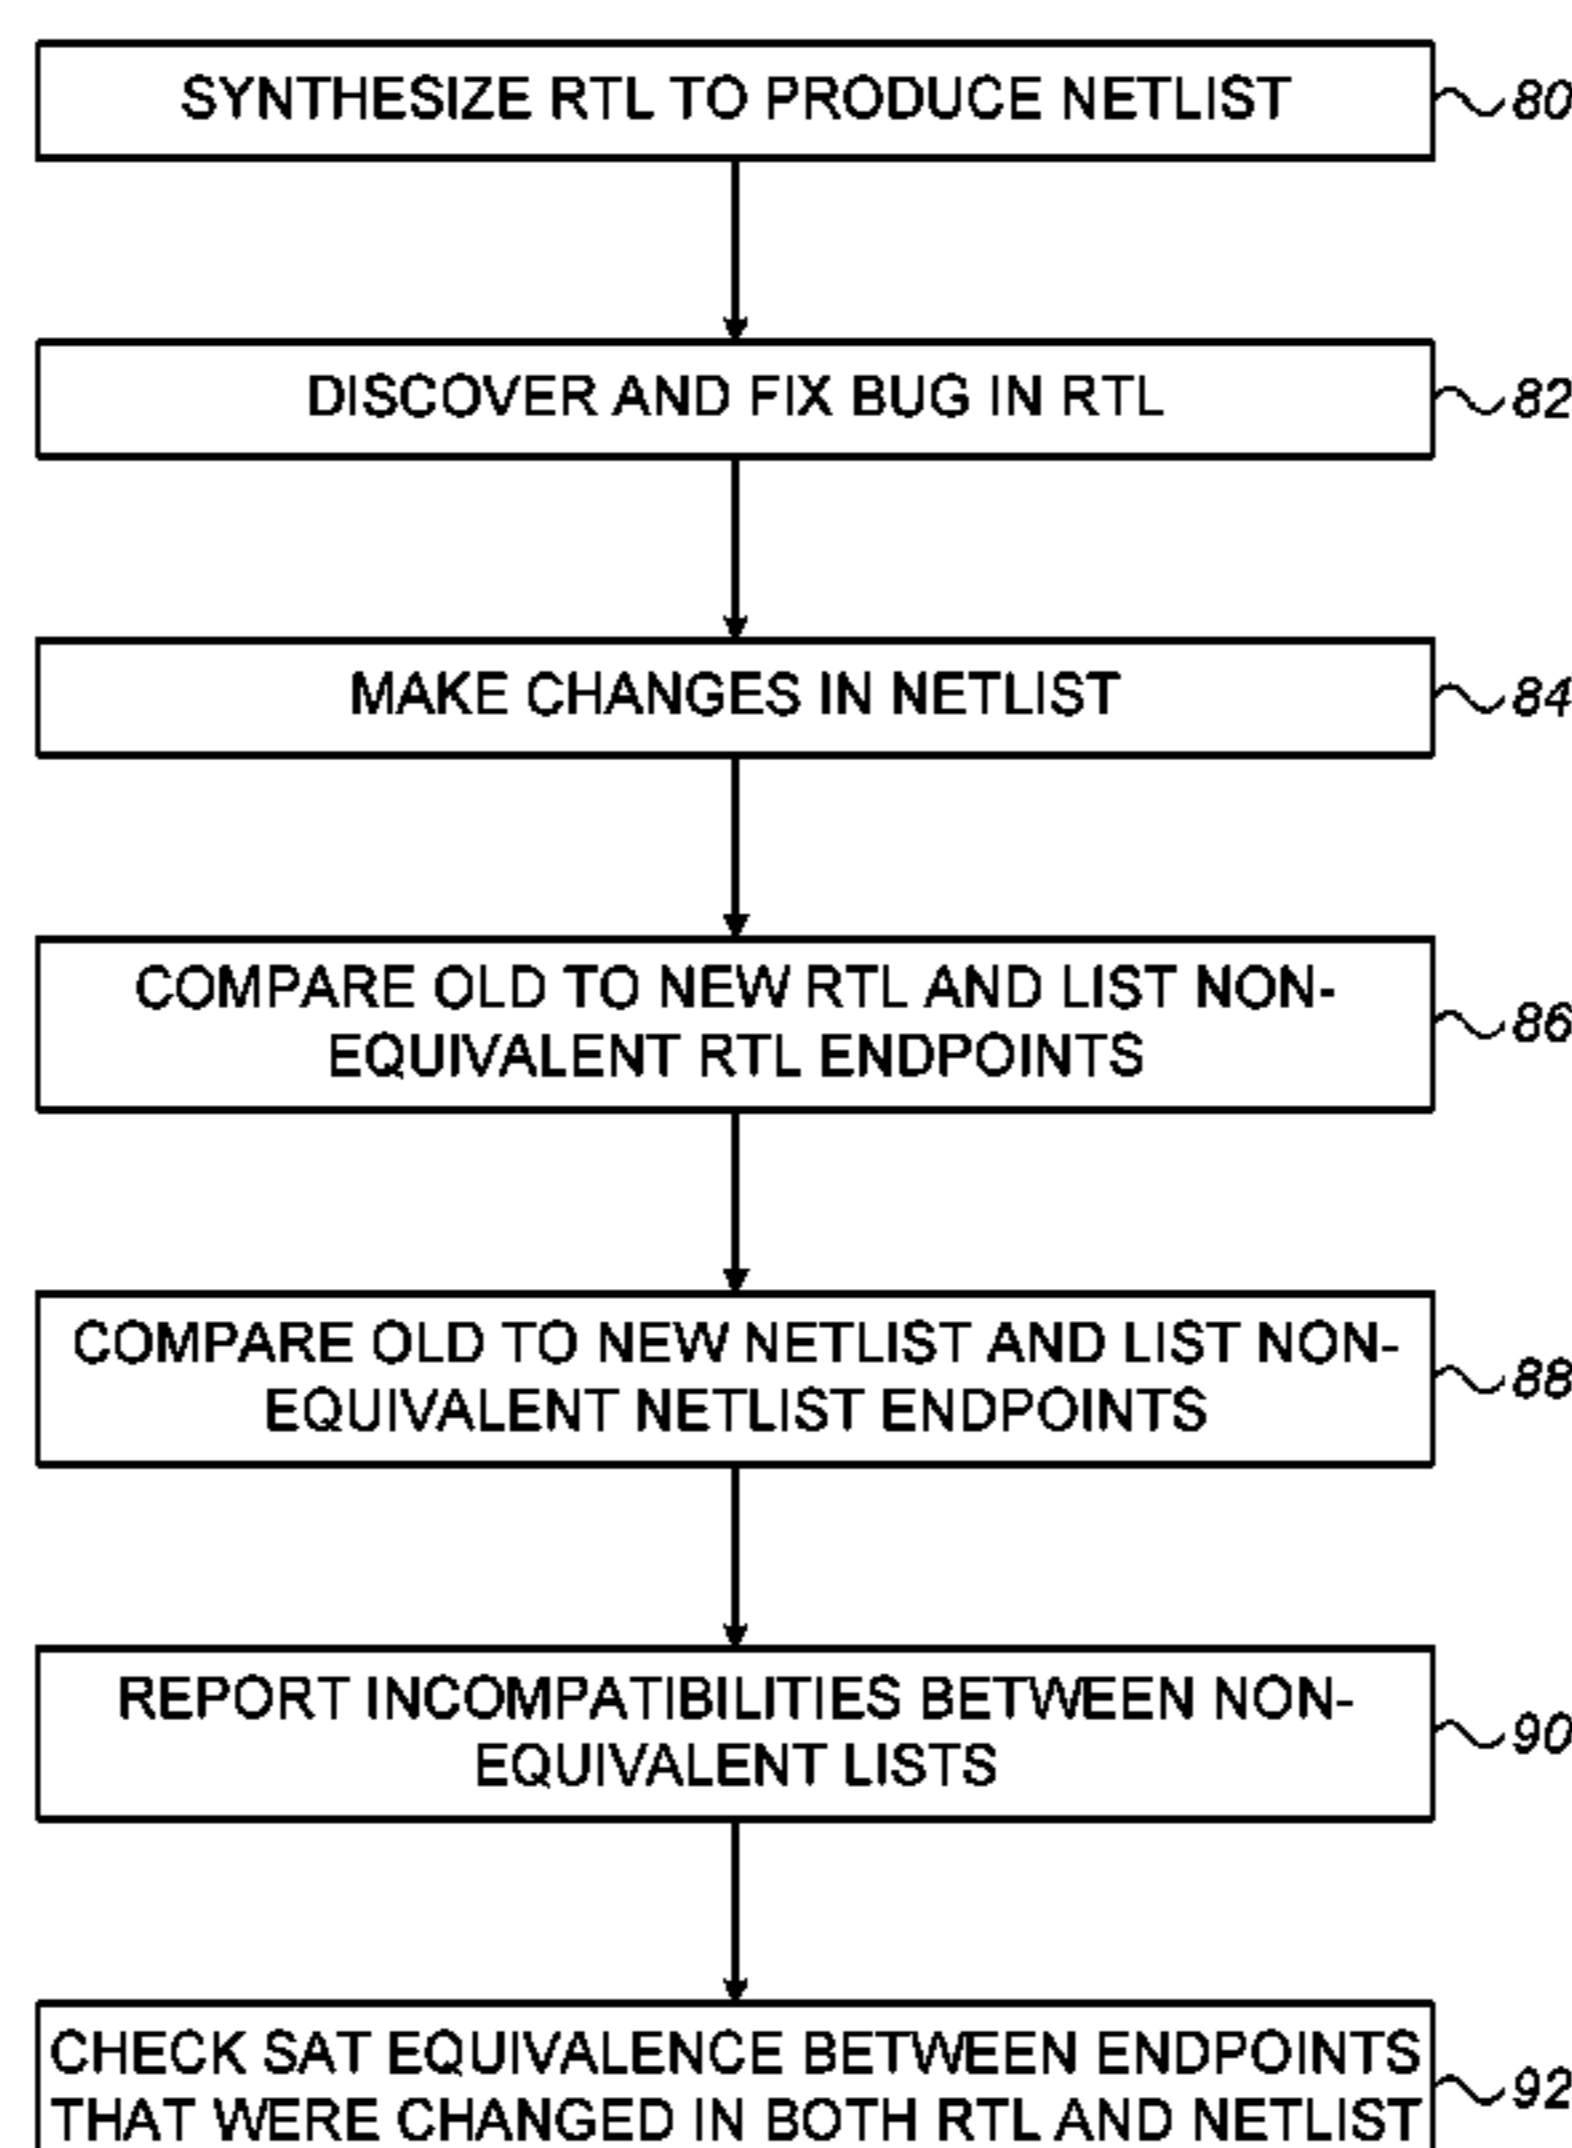 SYNTHESIZE RTL TO PRODUCE NETLIST
80
DISCOVER AND FIX BUG IN RTL
82
MAKE CHANGES IN NETLIST
84
COMPARE OLD TO NEW RTL AND LIST NON-
EQUIVALENT RTL ENDPOINTS
86
COMPARE OLD TO NEW NETLIST AND LIST NON-
EQUIVALENT NETLIST ENDPOINTS
88
REPORT INCOMPATIBILITIES BETWEEN NON-
EQUIVALENT LISTS
90
CHECK SAT EQUIVALENCE BETWEEN ENDPOINTS
THAT WERE CHANGED IN BOTH RTL AND NETLIST
92